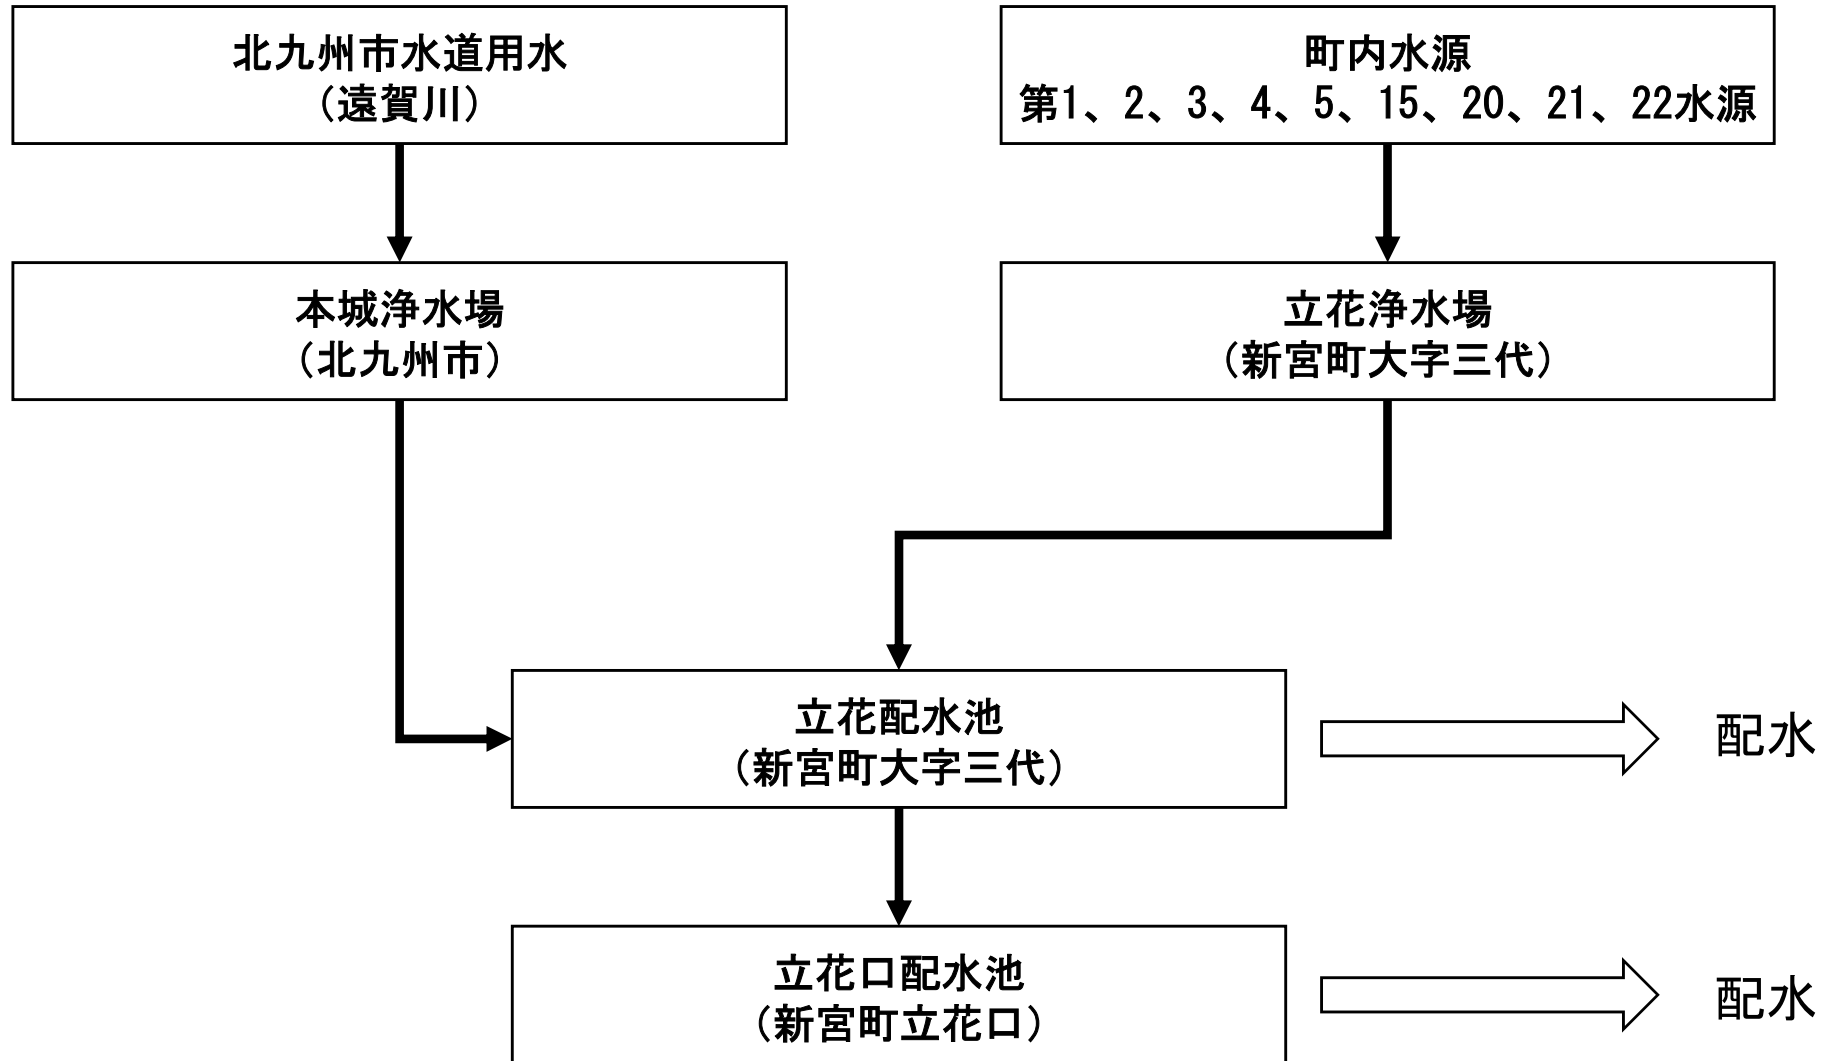 北九州市水道用水
（遠賀川）
町内水源
第1、2、3、4、5、15、20、21、22水源
本城浄水場
（北九州市）
立花浄水場
（新宮町大字三代）
立花配水池
（新宮町大字三代）
配水
立花口配水池
（新宮町立花口）
配水